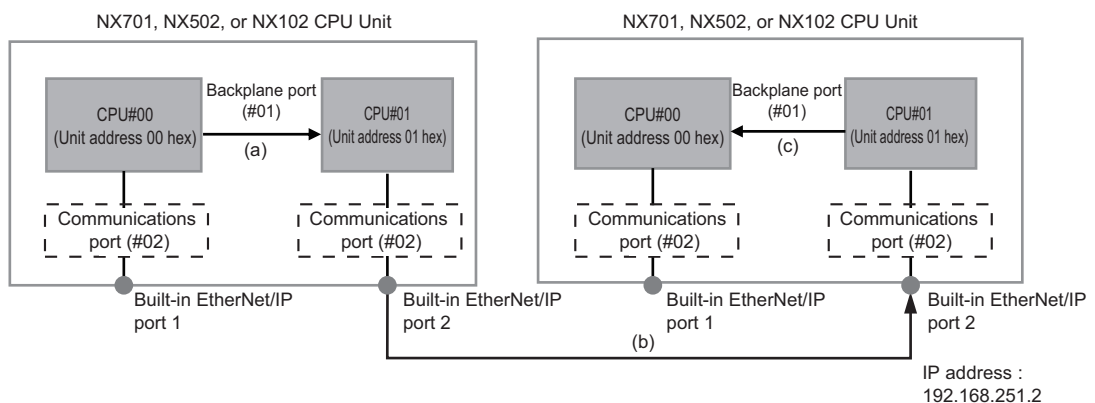 NX701, NX502, or NX102 CPU Unit
NX701, NX502, or NX102 CPU Unit
CPU#00
(Unit address 00 hex)
Backplane port
(#01)
(a)
CPU#01
(Unit address 01 hex)
CPU#00
(Unit address 00 hex)
Backplane port
(#01)
(c)
CPU#01
(Unit address 01 hex)
Communications
port (#02)
Communications
port (#02)
Communications
port (#02)
Communications
port (#02)
Built-in EtherNet/IP
port 1
Built-in EtherNet/IP
port 2
Built-in EtherNet/IP
port 1
Built-in EtherNet/IP
port 2
(b)
IP address :
192.168.251.2